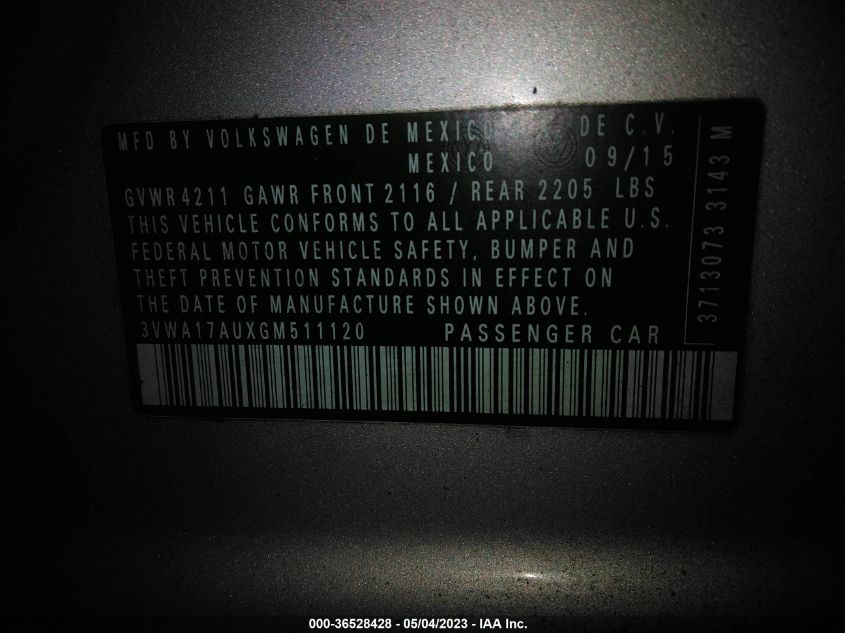 MFD BY VOLKSWAGEN DE MEXICO DE C.V.
MEXICO 09/15
GVWR 4211 GAWR FRONT 2116 / REAR 2205 LBS
THIS VEHICLE CONFORMS TO ALL APPLICABLE U.S.
FEDERAL MOTOR VEHICLE SAFETY, BUMPER AND
THEFT PREVENTION STANDARDS IN EFFECT ON
THE DATE OF MANUFACTURE SHOWN ABOVE.
3VWA17AUXGM511120 PASSENGER CAR
3713073 3143 M
000-36528428 - 05/04/2023 - IAA Inc.